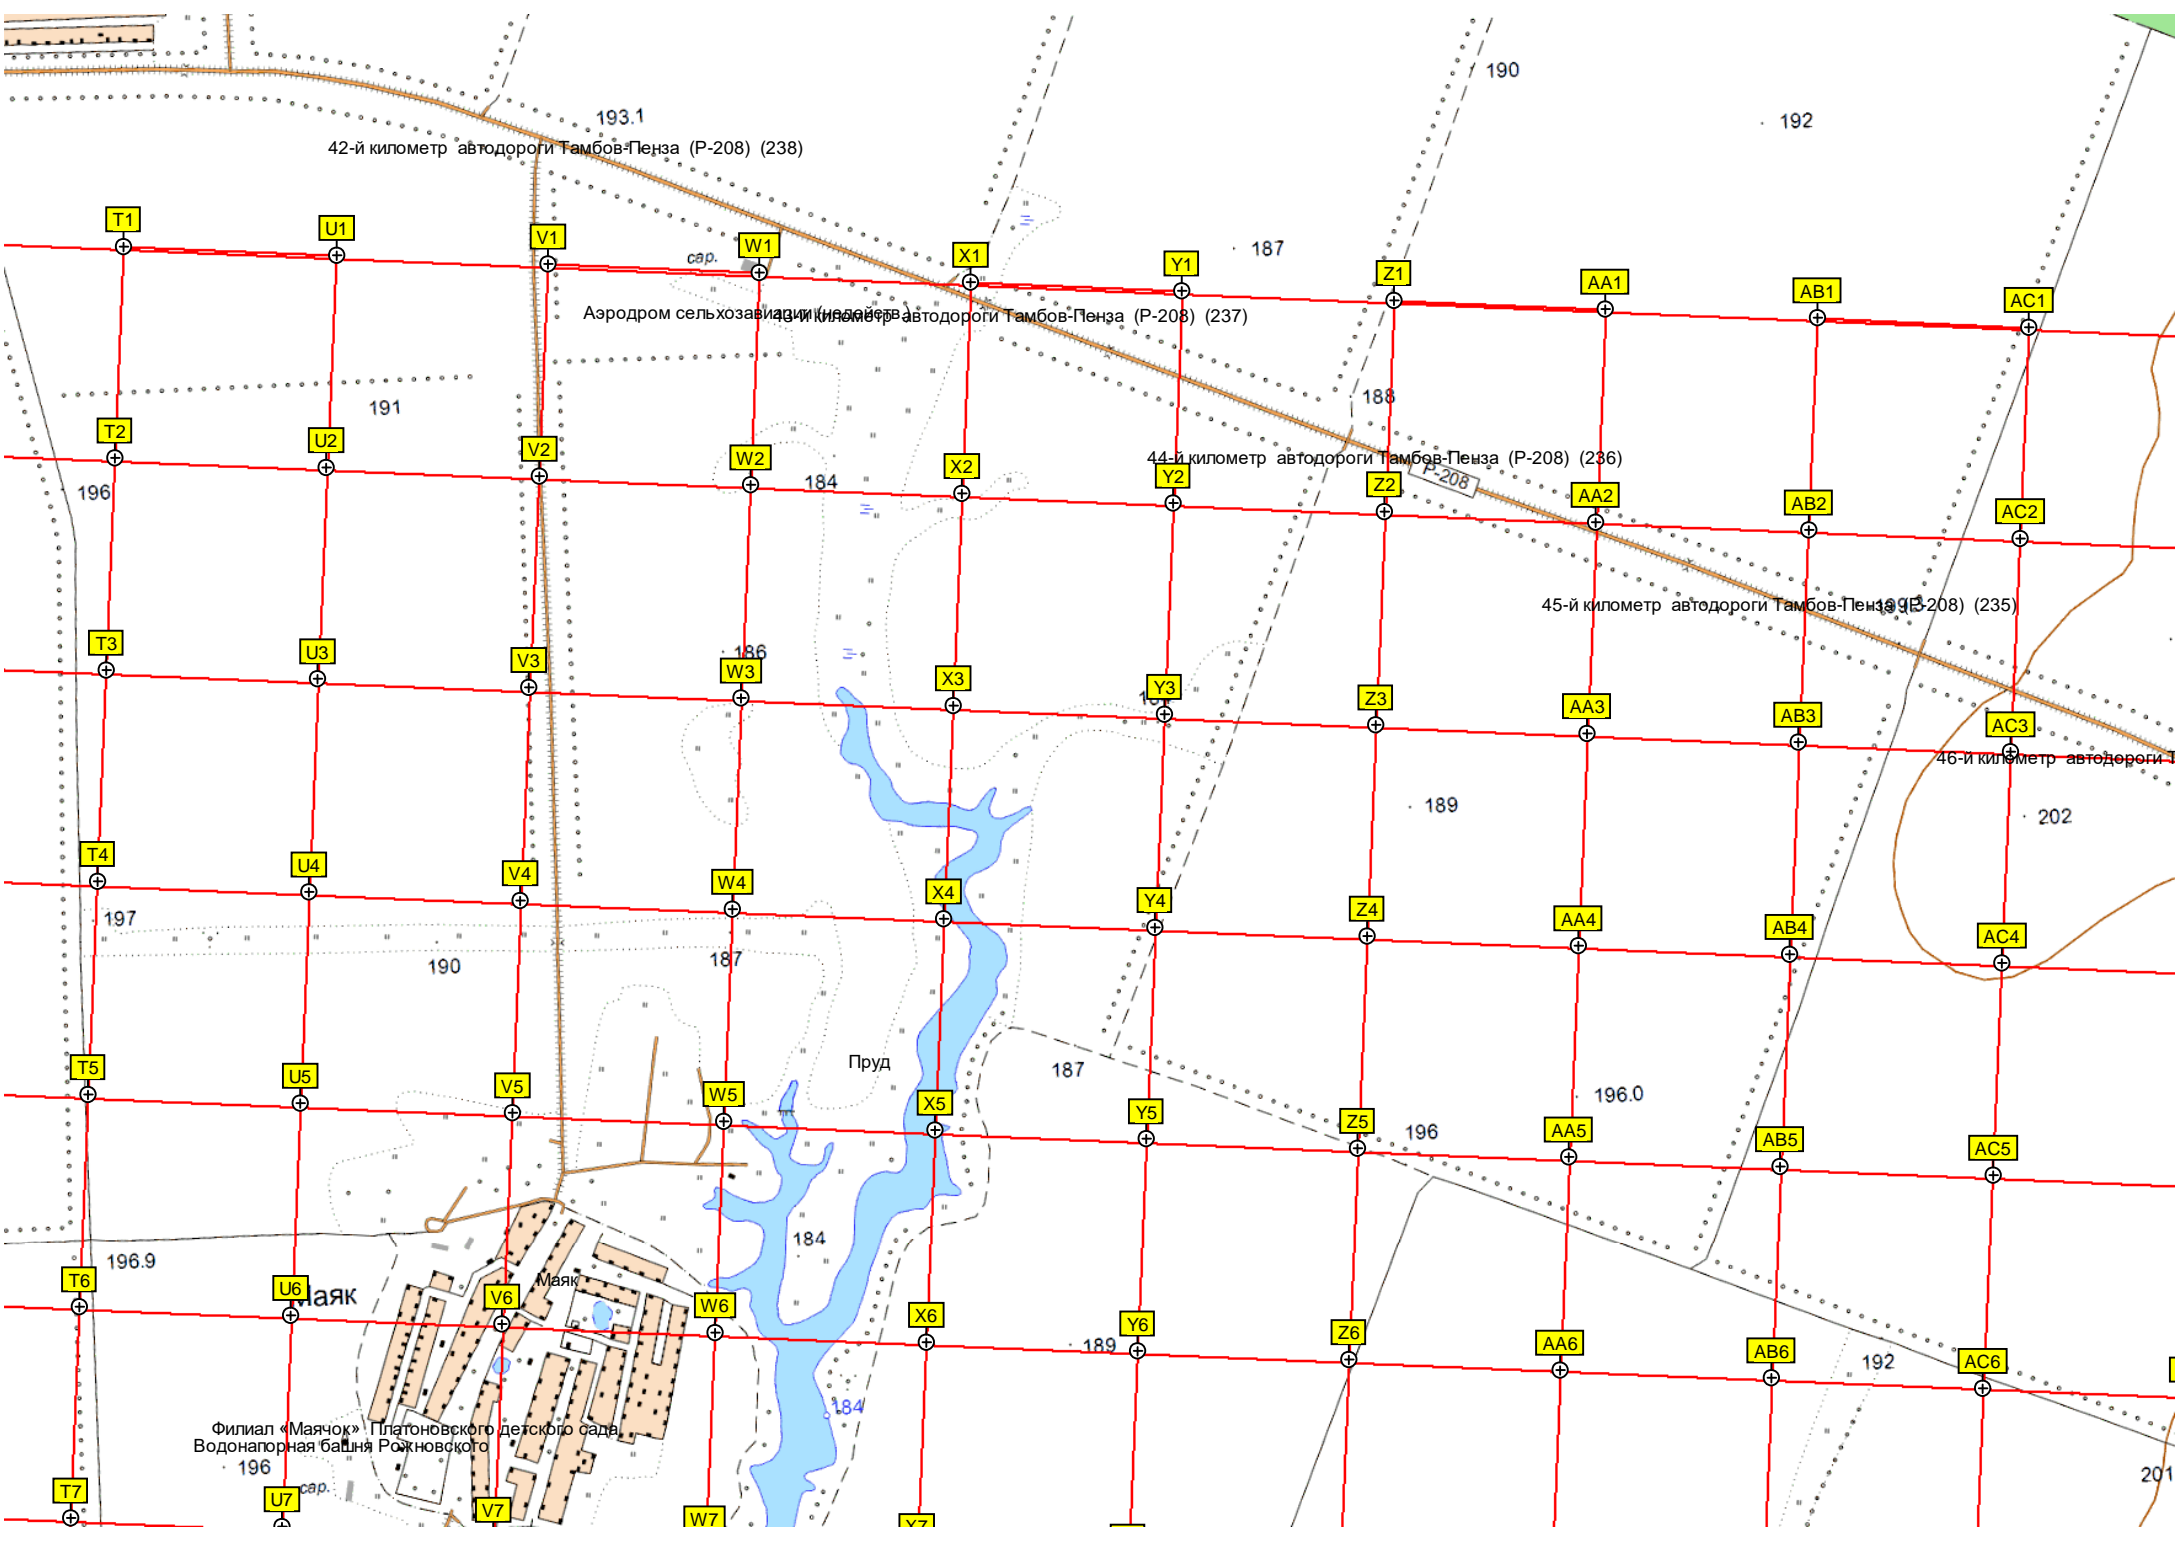 190
193.1
192
42-й километр автодороги Тамбов-Пенза (Р-208) (238)
T1
U1
V1
W1
X1
Y1
Z1
AA1
AB1
AC1
187
сар.
Аэродром сельхозавиации (недейств.)
43-й километр автодороги Тамбов-Пенза (Р-208) (237)
191
188
T2
U2
V2
W2
X2
Y2
Z2
AA2
AB2
AC2
44-й километр автодороги Тамбов-Пенза (Р-208) (236)
Р-208
196
184
45-й километр автодороги Тамбов-Пенза (Р-208) (235)
T3
U3
V3
186
W3
X3
Y3
Z3
AA3
AB3
AC3
46-й километр автодороги
189
202
T4
U4
V4
W4
X4
Y4
Z4
AA4
AB4
AC4
197
190
187
Пруд
187
T5
U5
V5
W5
X5
Y5
Z5
AA5
AB5
AC5
196.0
196
184
196.9
Маяк
T6
U6
Маяк
V6
W6
X6
Y6
Z6
AA6
AB6
AC6
189
192
184
Филиал «Маячок» Платоновского детского сада
Водонапорная башня Рожновского
196
сар.
201
T7
U7
V7
W7
X7